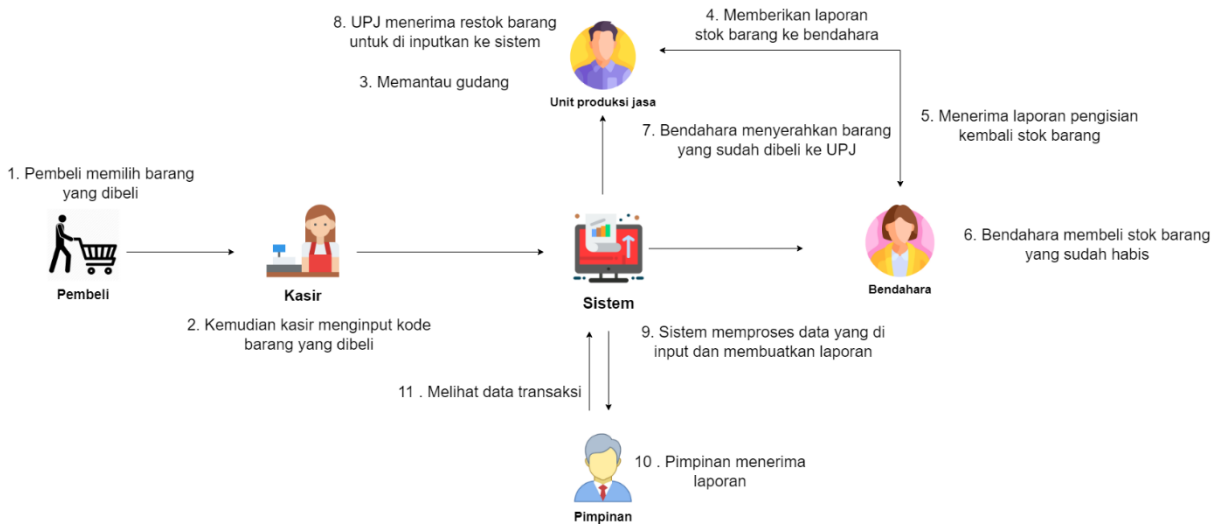 8. UPJ menerima restok barang
untuk di inputkan ke sistem
3. Memantau gudang
Unit produksi jasa
4. Memberikan laporan
stok barang ke bendahara
7. Bendahara menyerahkan barang
yang sudah dibeli ke UPJ
5. Menerima laporan pengisian
kembali stok barang
1. Pembeli memilih barang
yang dibeli
Pembeli
Kasir
2. Kemudian kasir menginput kode
barang yang dibeli
Sistem
Bendahara
6. Bendahara membeli stok barang
yang sudah habis
9. Sistem memproses data yang di
input dan membuatkan laporan
11 . Melihat data transaksi
10 . Pimpinan menerima
laporan
Pimpinan